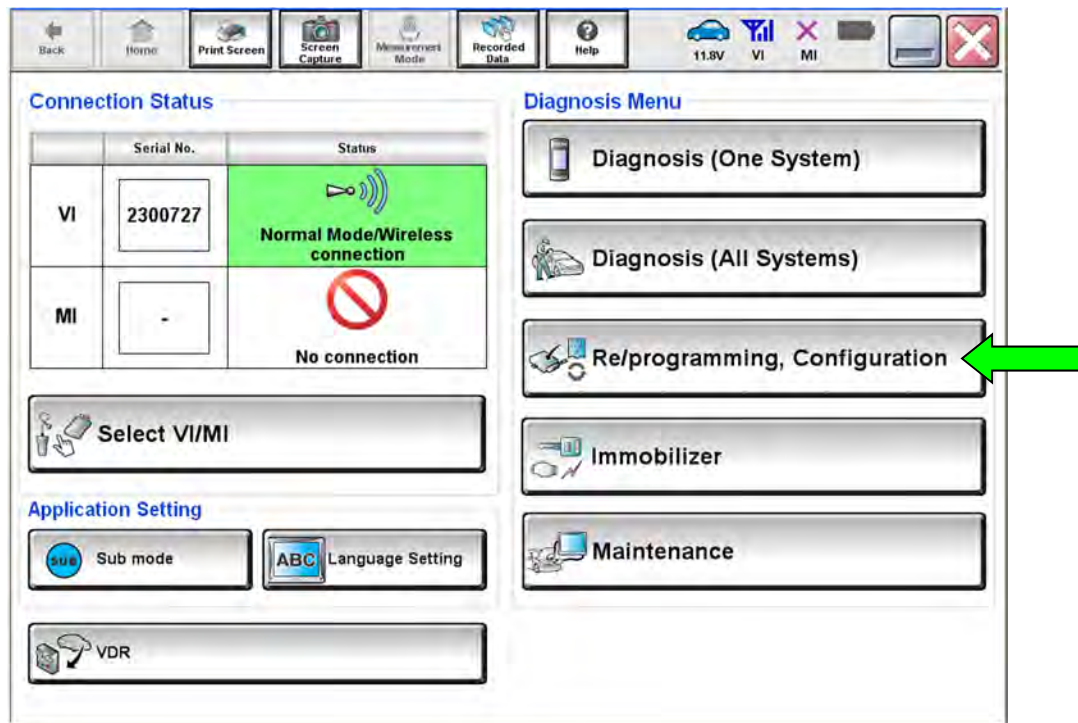 Back
Home
Print Screen
Screen
Capture
Measurement
Mode
Recorded
Data
Help
11.8V
VI
MI
Connection Status
Serial No.
Status
VI
2300727
Normal Mode/Wireless
connection
MI
-
No connection
Select VI/MI
Application Setting
SUB
Sub mode
ABC
Language Setting
VDR
Diagnosis Menu
Diagnosis (One System)
Diagnosis (All Systems)
Re/programming, Configuration
Immobilizer
Maintenance